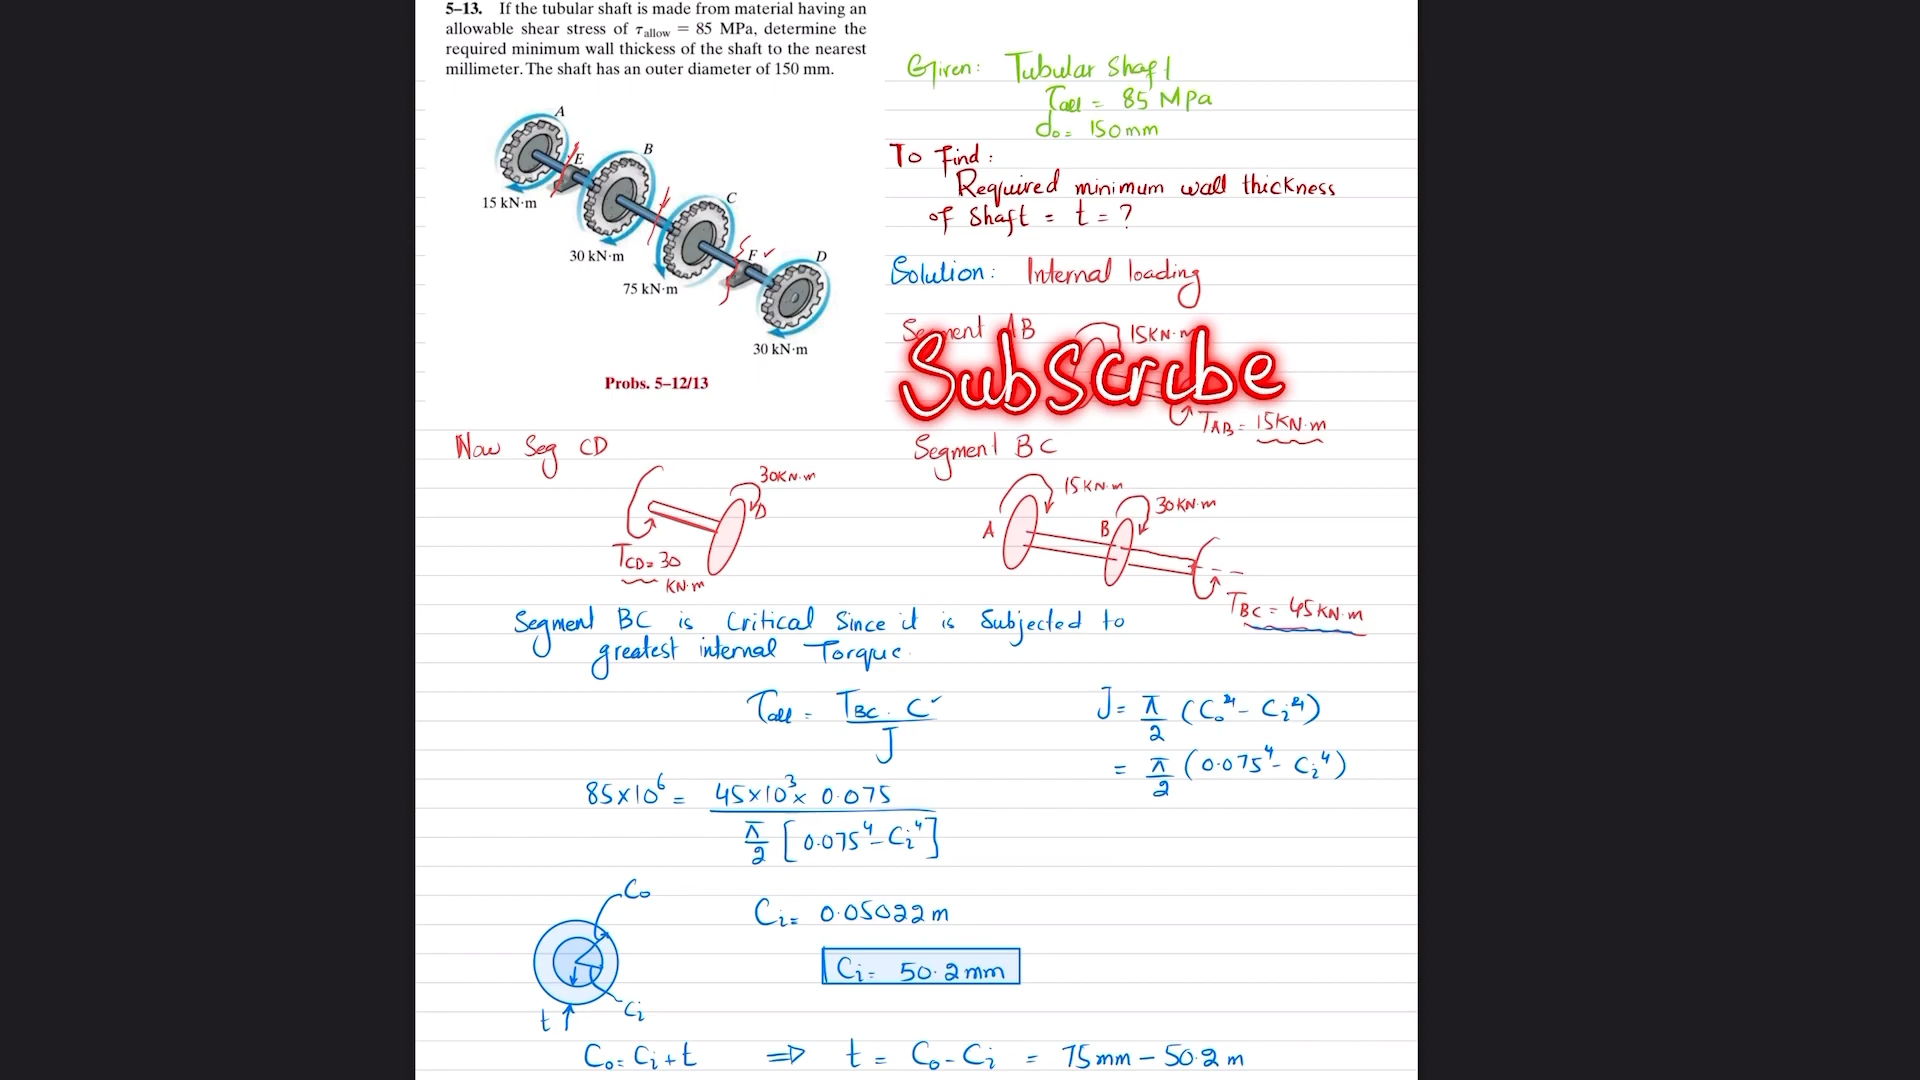 5–13. If the tubular shaft is made from material having an
allowable shear stress of τallow = 85 MPa, determine the
required minimum wall thickess of the shaft to the nearest
millimeter. The shaft has an outer diameter of 150 mm.
A
E
B
C
F ✓
D
15 kN·m
30 kN·m
75 kN·m
30 kN·m
Probs. 5–12/13
Given: Tubular Shaft
τall = 85 MPa
do = 150mm
To Find:
Required minimum wall thickness
of Shaft = t = ?
Solution: Internal loading
Segment AB
15KN·m
Subscribe
TAB = 15KN·m
Now Seg CD
30KN·m
D
TCD = 30
KN·m
Segment BC
15KN·m
30KN·m
A
B
TBC = 45KN·m
Segment BC is Critical Since it is Subjected to
greatest internal Torque.
τall = TBC · C / J
J = π/2 (Co⁴ - Ci⁴)
= π/2 (0.075⁴ - Ci⁴)
85×10⁶ = 45×10³ × 0.075
π/2 [0.075⁴ - Ci⁴]
Co
Ci = 0.05022m
Ci = 50.2mm
Ci
t
Co = Ci + t ⇒ t = Co - Ci = 75mm - 50.2m